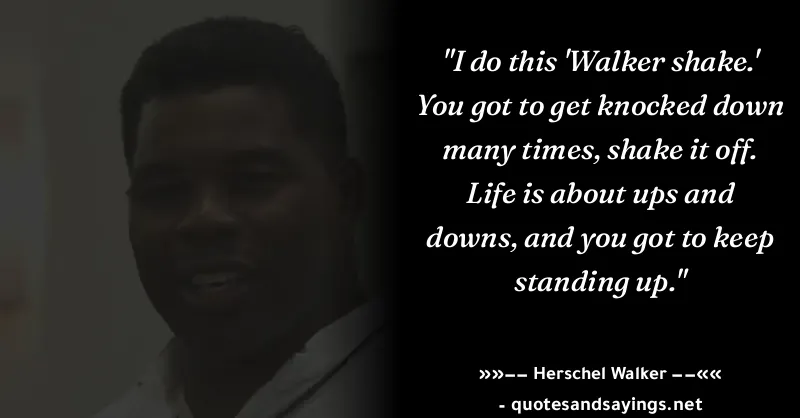 "I do this 'Walker shake.'
You got to get knocked down
many times, shake it off.
Life is about ups and
downs, and you got to keep
standing up."
»»–– Herschel Walker ––««
- quotesandsayings.net